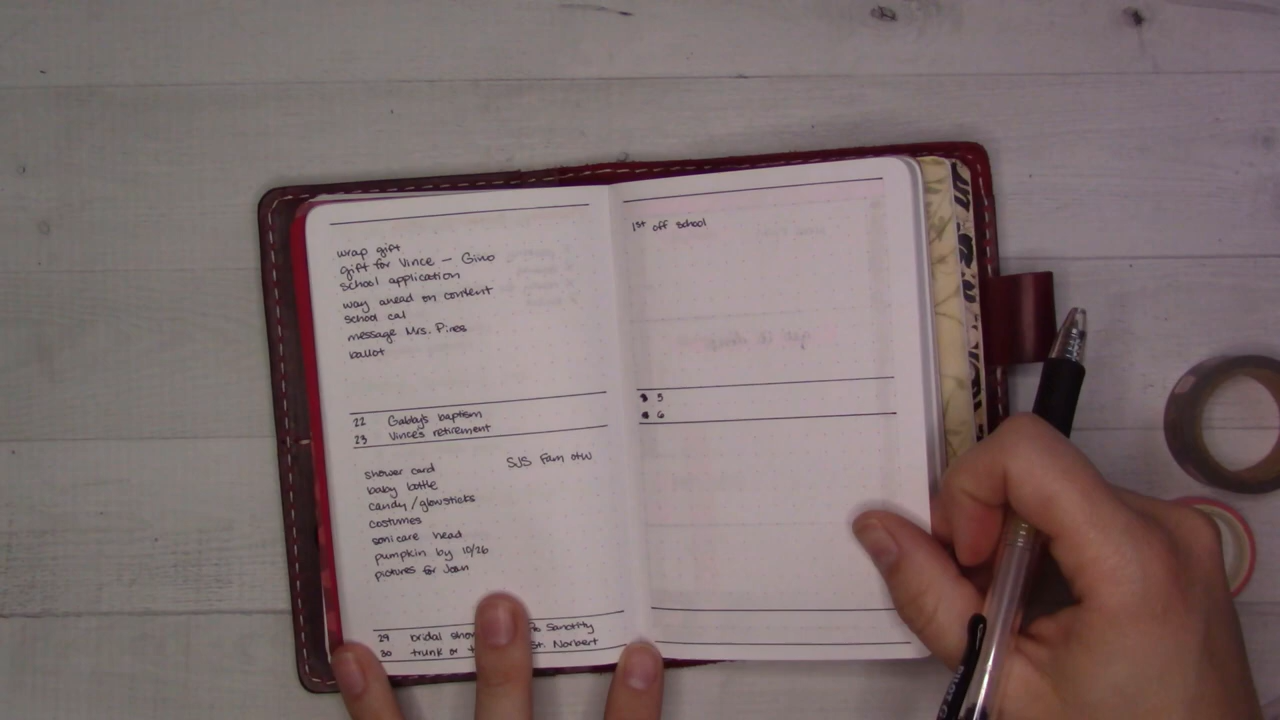 wrap gift
gift for Vince — Gino
school application
way ahead on content
school cal
message Mrs. Pires
ballot
22 Gabby's baptism
23 Vince's retirement
shower card
SJS Fam otw
baby bottle
candy/glowsticks
costumes
sonicare head
pumpkin by 10/26
pictures for Joan
29 bridal Sanctity
30 trunk or St. Norbert
1st off school
5
6